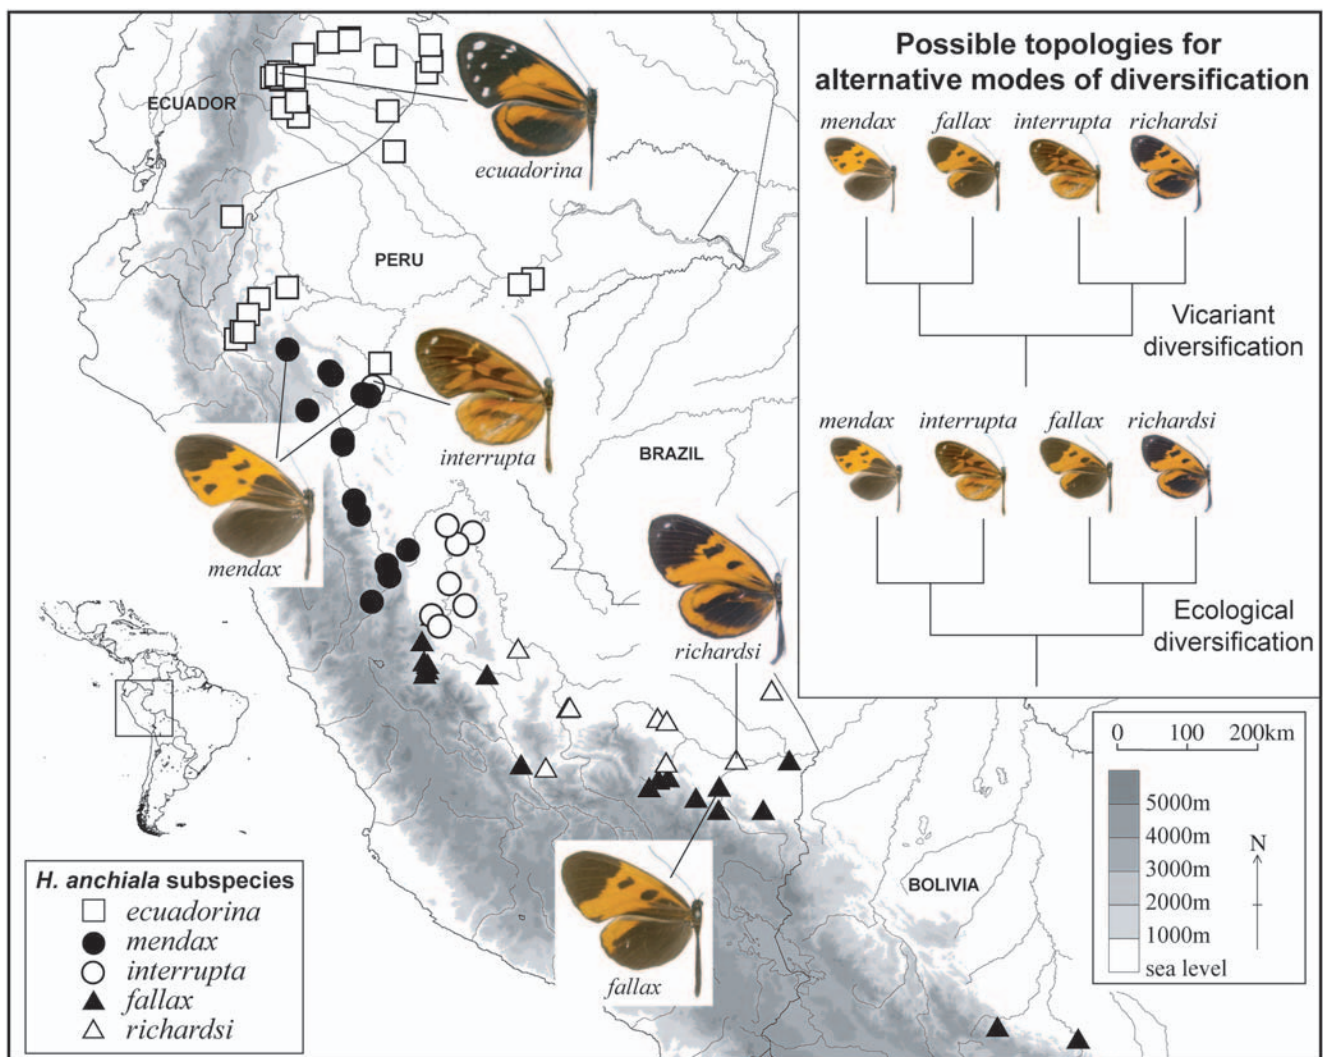 Possible topologies for
alternative modes of diversification
mendax fallax interrupta richardsi
Vicariant
diversification
mendax interrupta fallax richardsi
Ecological
diversification
ECUADOR
ecuadorina
PERU
interrupta
BRAZIL
mendax
richardsi
fallax
BOLIVIA
0 100 200km
5000m
4000m
3000m
2000m
1000m
sea level
N
H. anchiala subspecies
ecuadorina
mendax
interrupta
fallax
richardsi